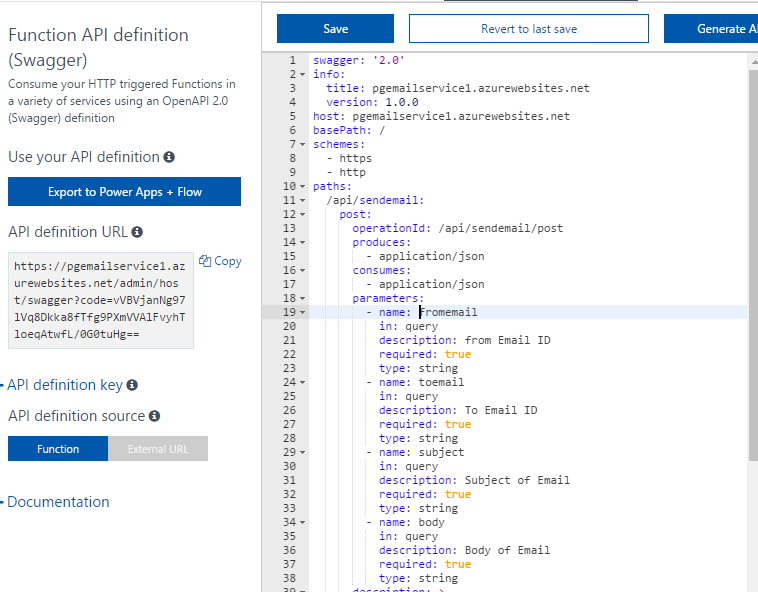 Function API definition
(Swagger)
Consume your HTTP triggered Functions in
a variety of services using an OpenAPI 2.0
(Swagger) definition
Use your API definition
Export to Power Apps + Flow
API definition URL
https://pgemailservice1.az
urewebsites.net/admin/hos
t/swagger?code=vVBVjanNg97
lVq8Dkka8fTfg9PXmVVAlFvyhT
loeqAtwfL/0G0tuHg==
Copy
API definition key
API definition source
Function
External URL
Documentation
Save
Revert to last save
Generate A
1 swagger: '2.0'
2 info:
3 title: pgemailservice1.azurewebsites.net
4 version: 1.0.0
5 host: pgemailservice1.azurewebsites.net
6 basePath: /
7 schemes:
8 - https
9 - http
10 paths:
11 /api/sendemail:
12 post:
13 operationId: /api/sendemail/post
14 produces:
15 - application/json
16 consumes:
17 - application/json
18 parameters:
19 - name: fromemail
20 in: query
21 description: from Email ID
22 required: true
23 type: string
24 - name: toemail
25 in: query
26 description: To Email ID
27 required: true
28 type: string
29 - name: subject
30 in: query
31 description: Subject of Email
32 required: true
33 type: string
34 - name: body
35 in: query
36 description: Body of Email
37 required: true
38 type: string
39 description: >